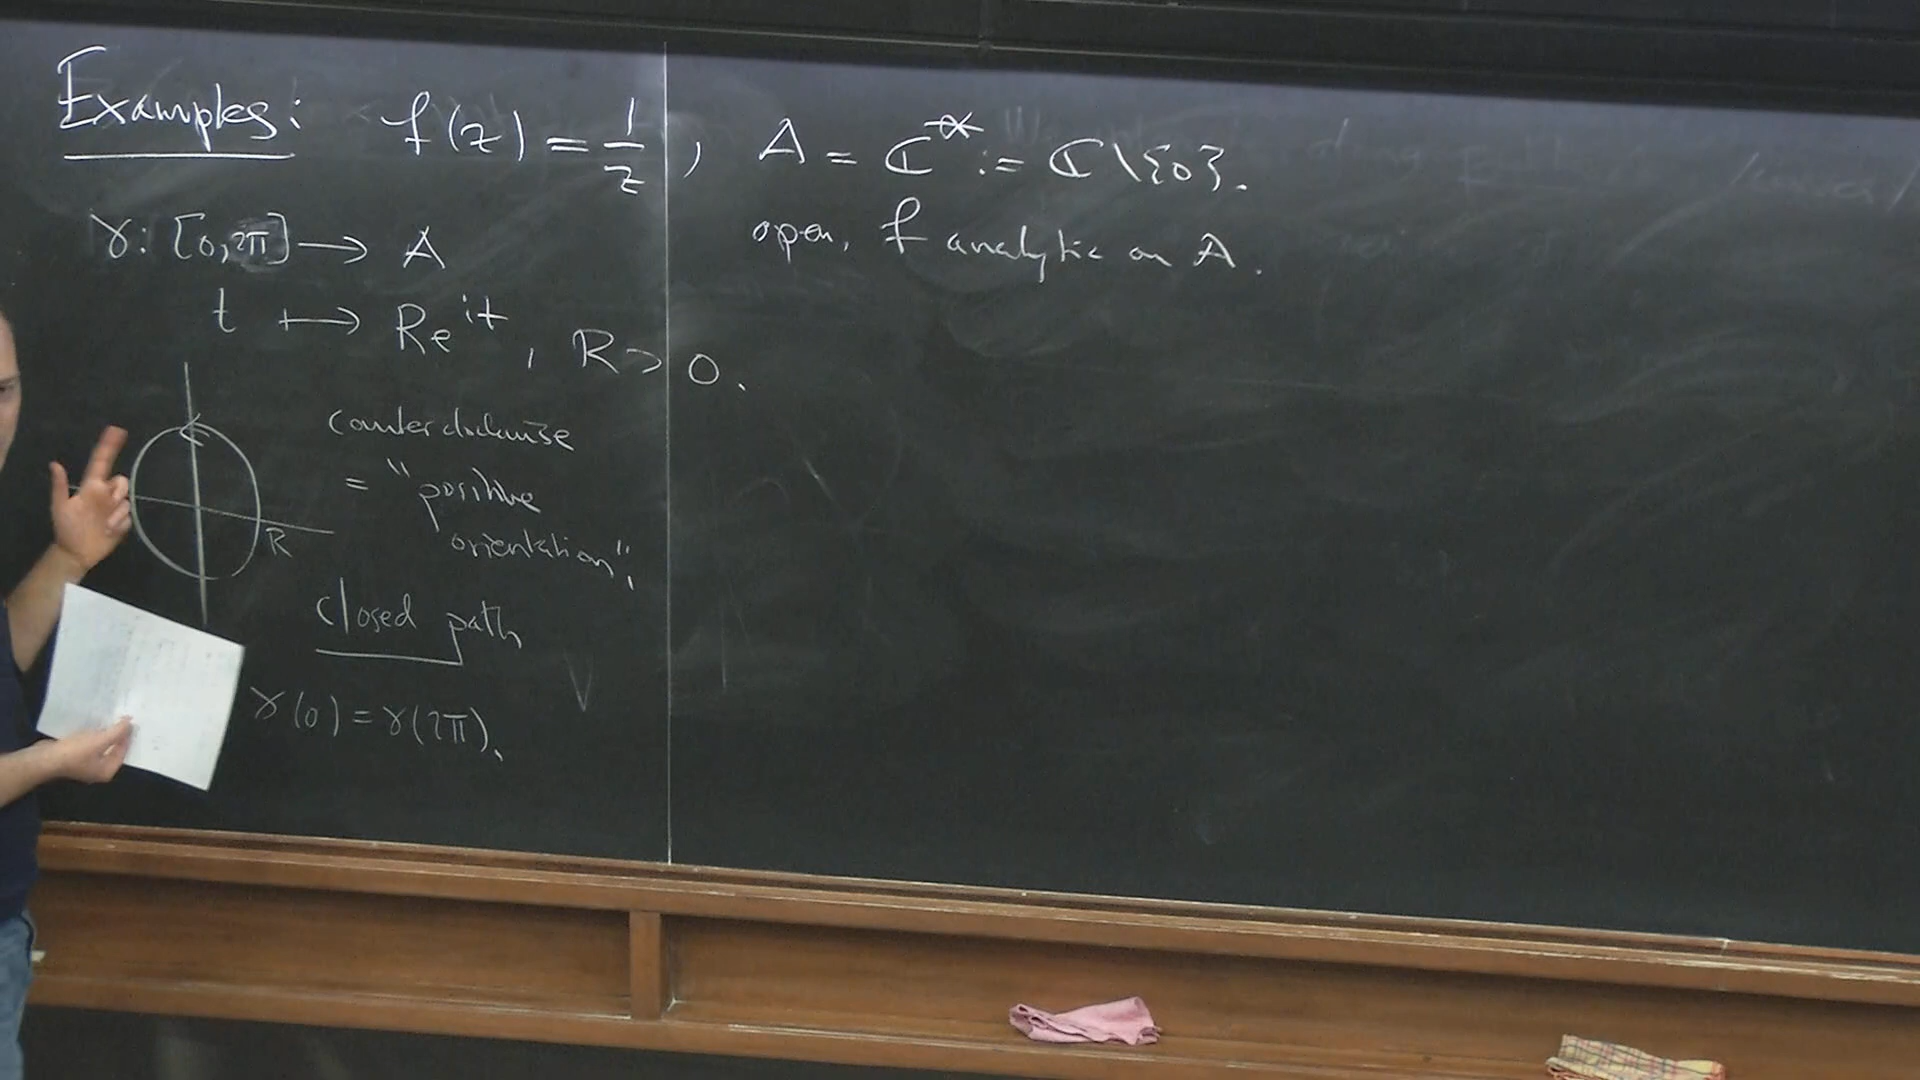 Examples: f(z) = 1/z, A = ℂ* := ℂ\{0}.
open, f analytic on A.
γ: [0,2π] ⟶ A
t ⟼ Re^{it}, R > 0.
counterclockwise
= "positive
orientation".
R
closed path
γ(0) = γ(2π).